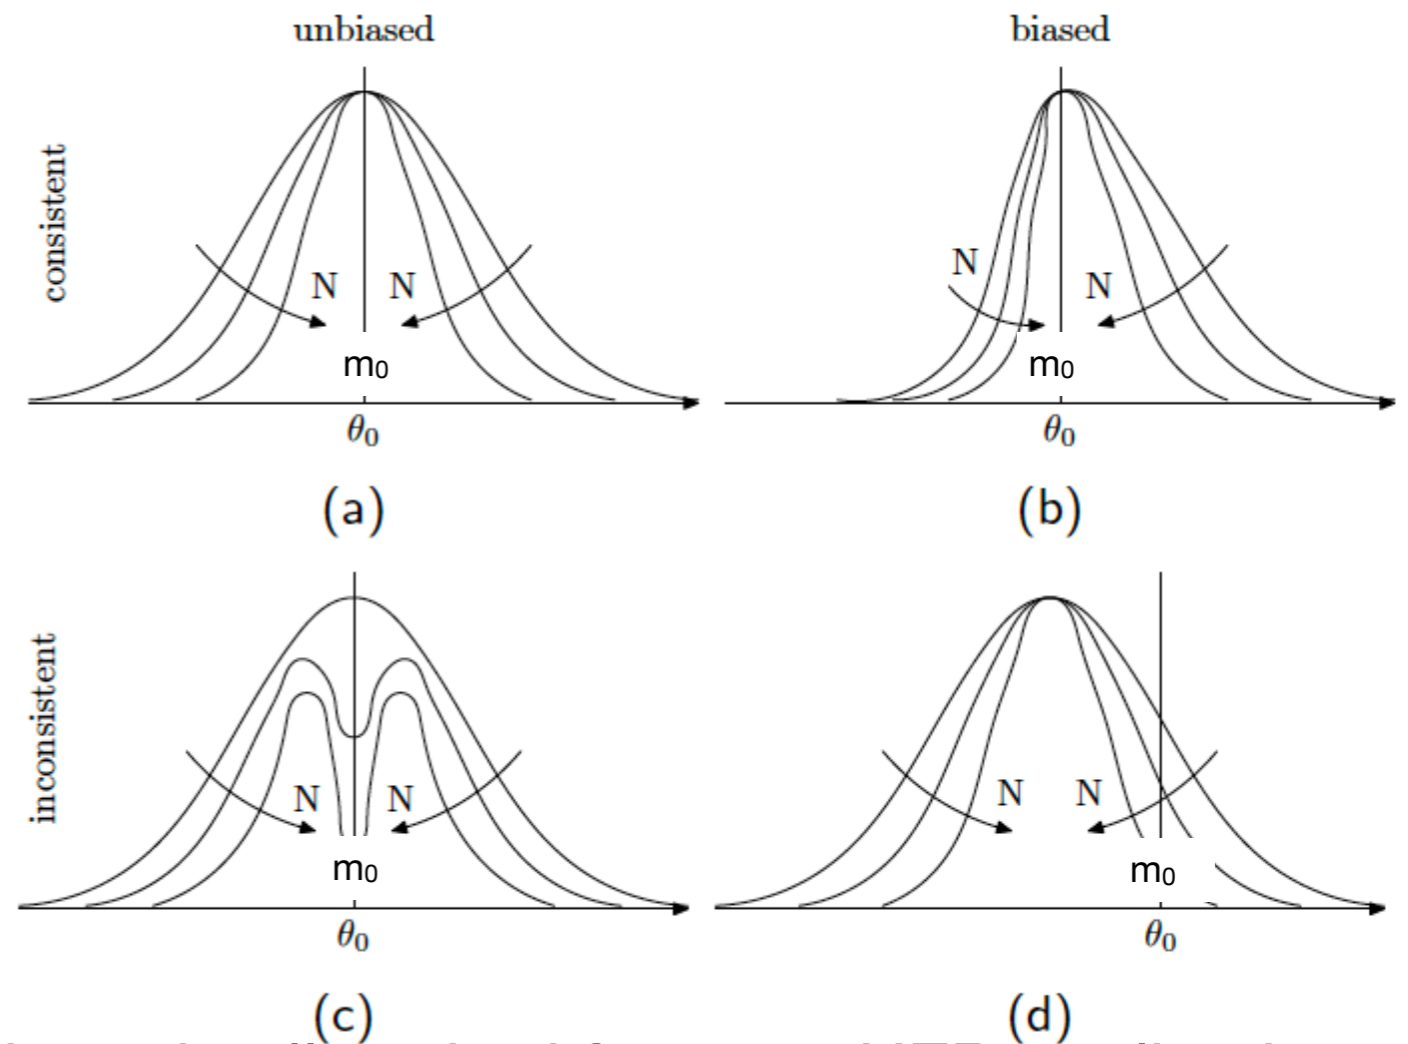 unbiased
biased
consistent
N N
m₀
θ₀
(a)
N N
m₀
θ₀
(b)
inconsistent
N N
m₀
θ₀
(c)
N N
m₀
θ₀
(d)